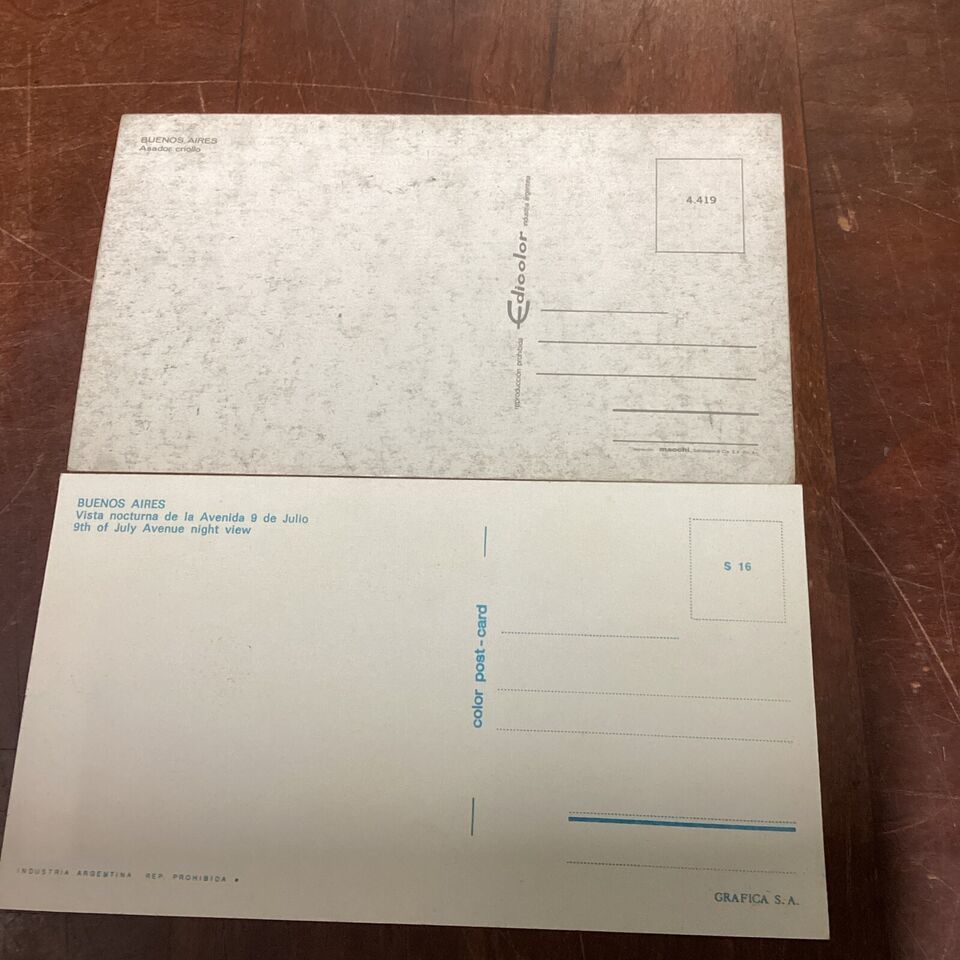 BUENOS AIRES
Asador criollo
4.419
reproducción prohibida
Edicolor
industria argentina
maochi
BUENOS AIRES
Vista nocturna de la Avenida 9 de Julio
9th of July Avenue night view
S 16
color post-card
INDUSTRIA ARGENTINA REP. PROHIBIDA
GRAFICA S. A.